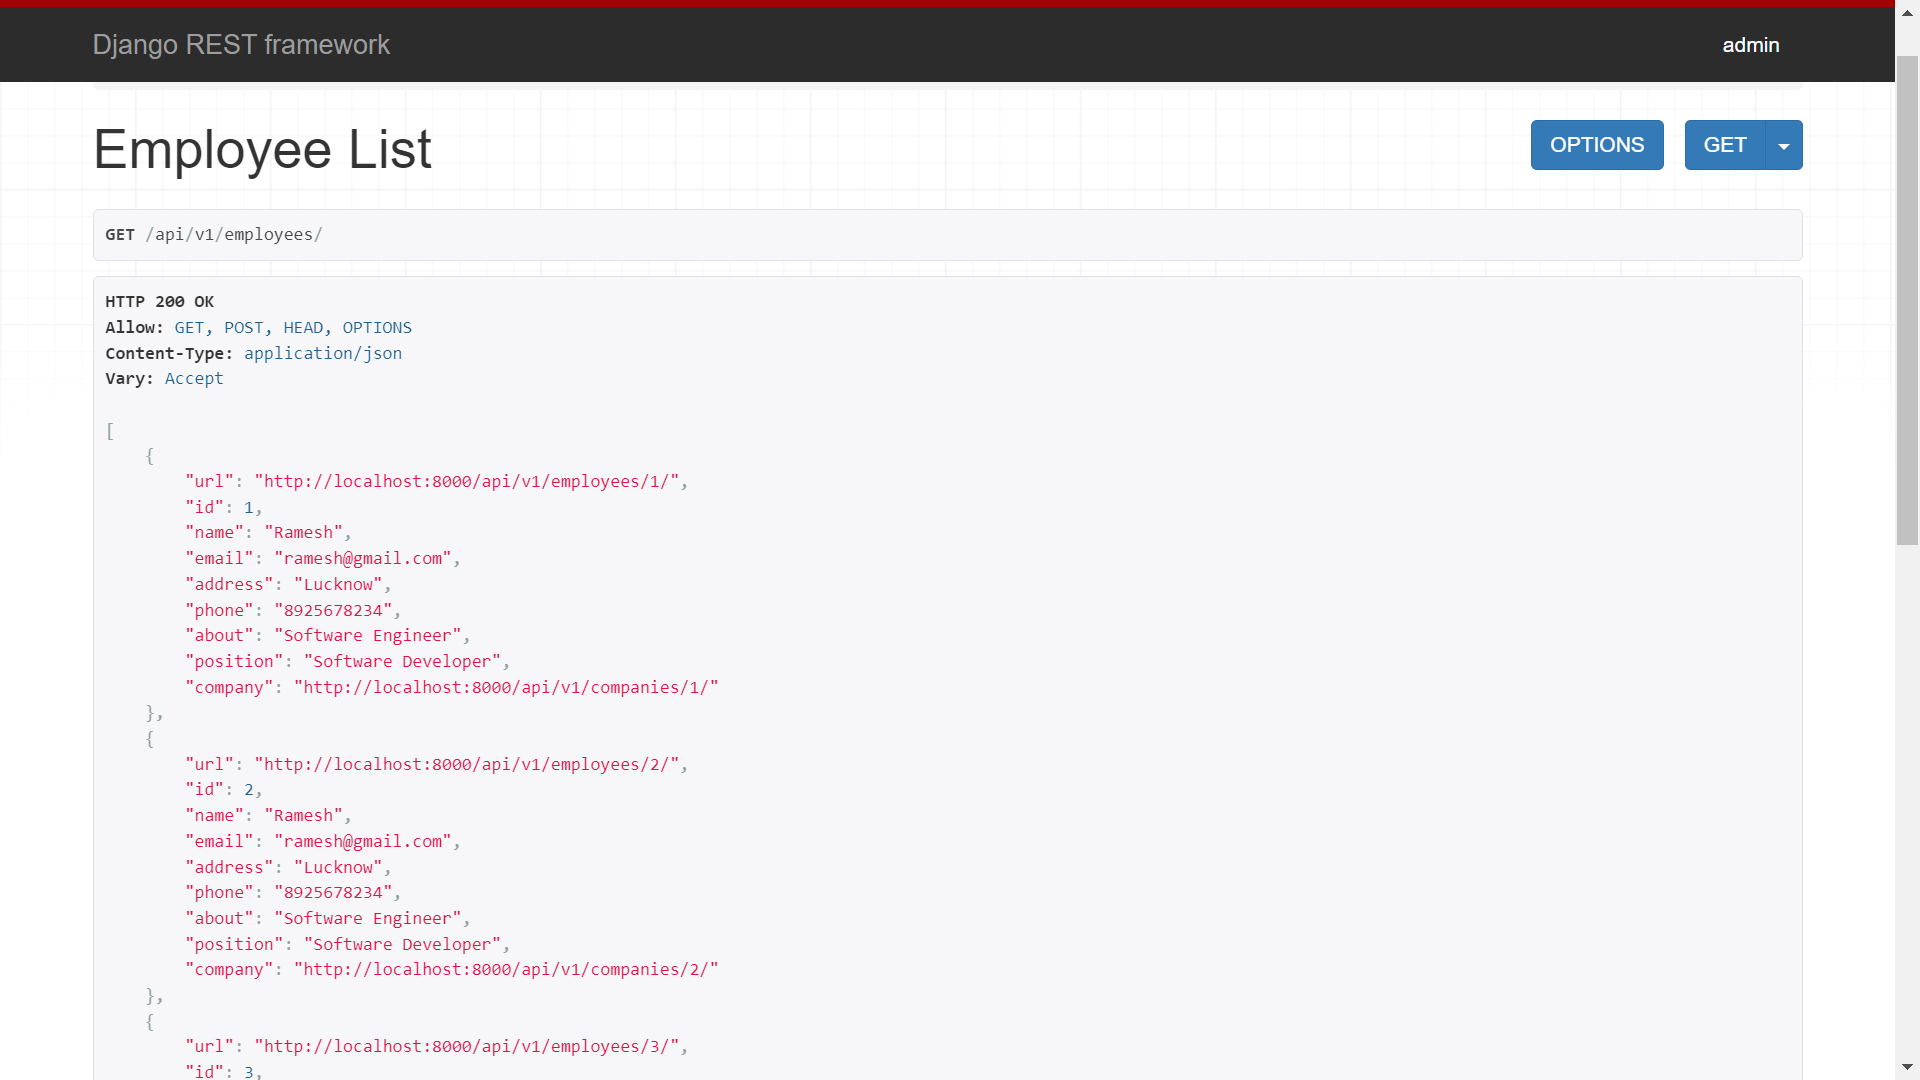 Django REST framework
admin
Employee List
OPTIONS
GET
GET /api/v1/employees/
HTTP 200 OK
Allow: GET, POST, HEAD, OPTIONS
Content-Type: application/json
Vary: Accept
[
    {
        "url": "http://localhost:8000/api/v1/employees/1/",
        "id": 1,
        "name": "Ramesh",
        "email": "ramesh@gmail.com",
        "address": "Lucknow",
        "phone": "8925678234",
        "about": "Software Engineer",
        "position": "Software Developer",
        "company": "http://localhost:8000/api/v1/companies/1/"
    },
    {
        "url": "http://localhost:8000/api/v1/employees/2/",
        "id": 2,
        "name": "Ramesh",
        "email": "ramesh@gmail.com",
        "address": "Lucknow",
        "phone": "8925678234",
        "about": "Software Engineer",
        "position": "Software Developer",
        "company": "http://localhost:8000/api/v1/companies/2/"
    },
    {
        "url": "http://localhost:8000/api/v1/employees/3/",
        "id": 3,